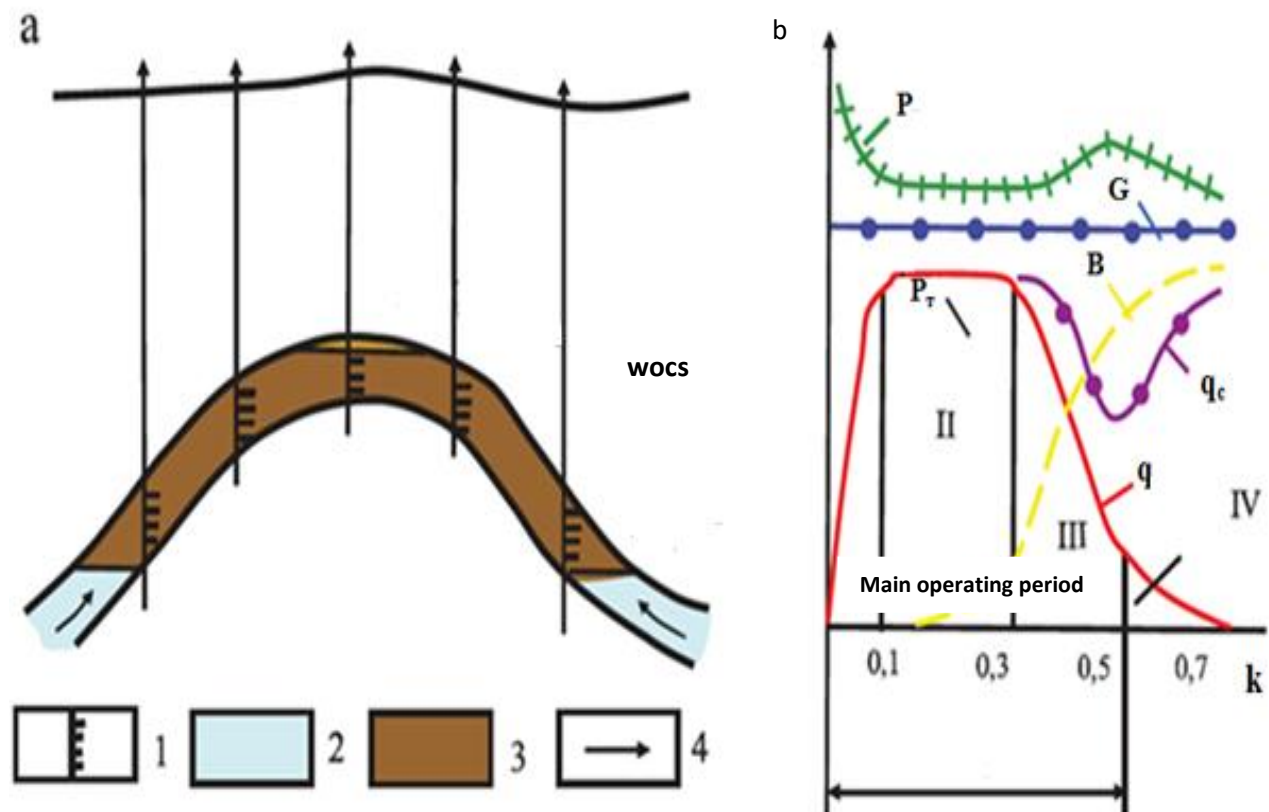 a
wocs
1
2
3
4
b
P
G
B
Pт
qc
II
q
III
IV
Main operating period
0,1
0,3
0,5
0,7
k